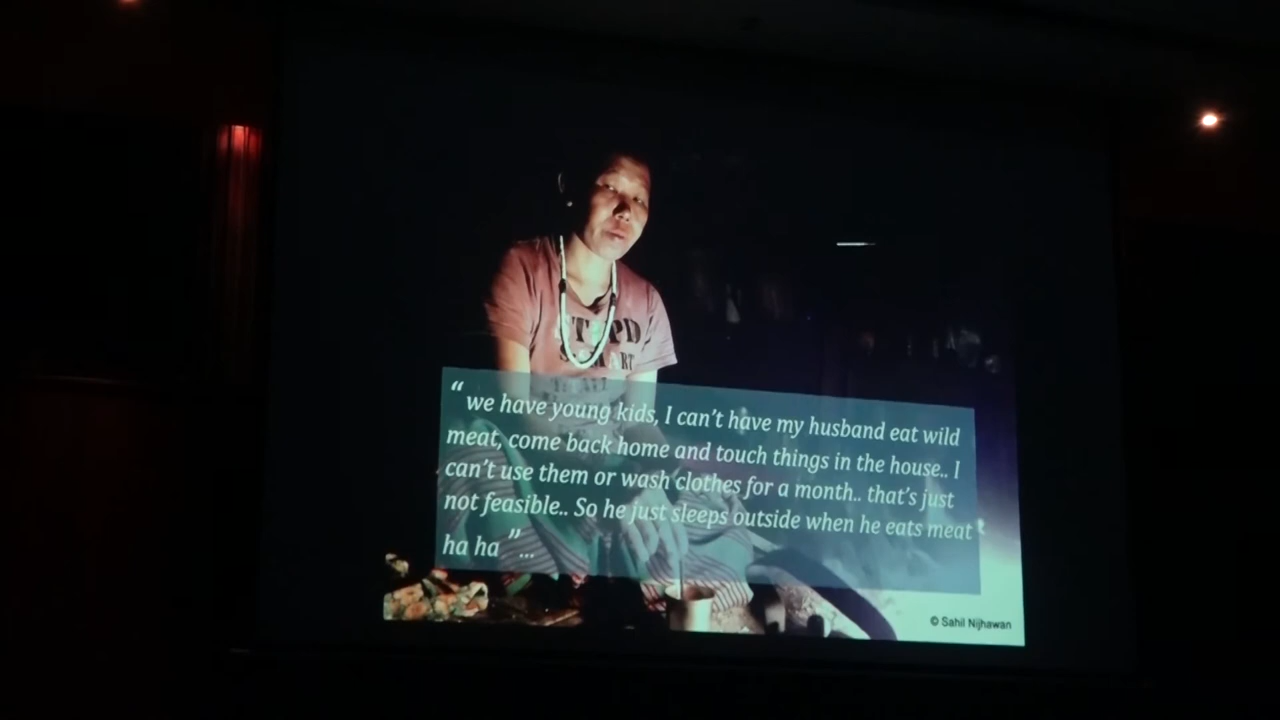 STUPD
SMART
“ we have young kids, I can’t have my husband eat wild
meat, come back home and touch things in the house.. I
can’t use them or wash clothes for a month.. that’s just
not feasible.. So he just sleeps outside when he eats meat
ha ha ”...
© Sahil Nijhawan